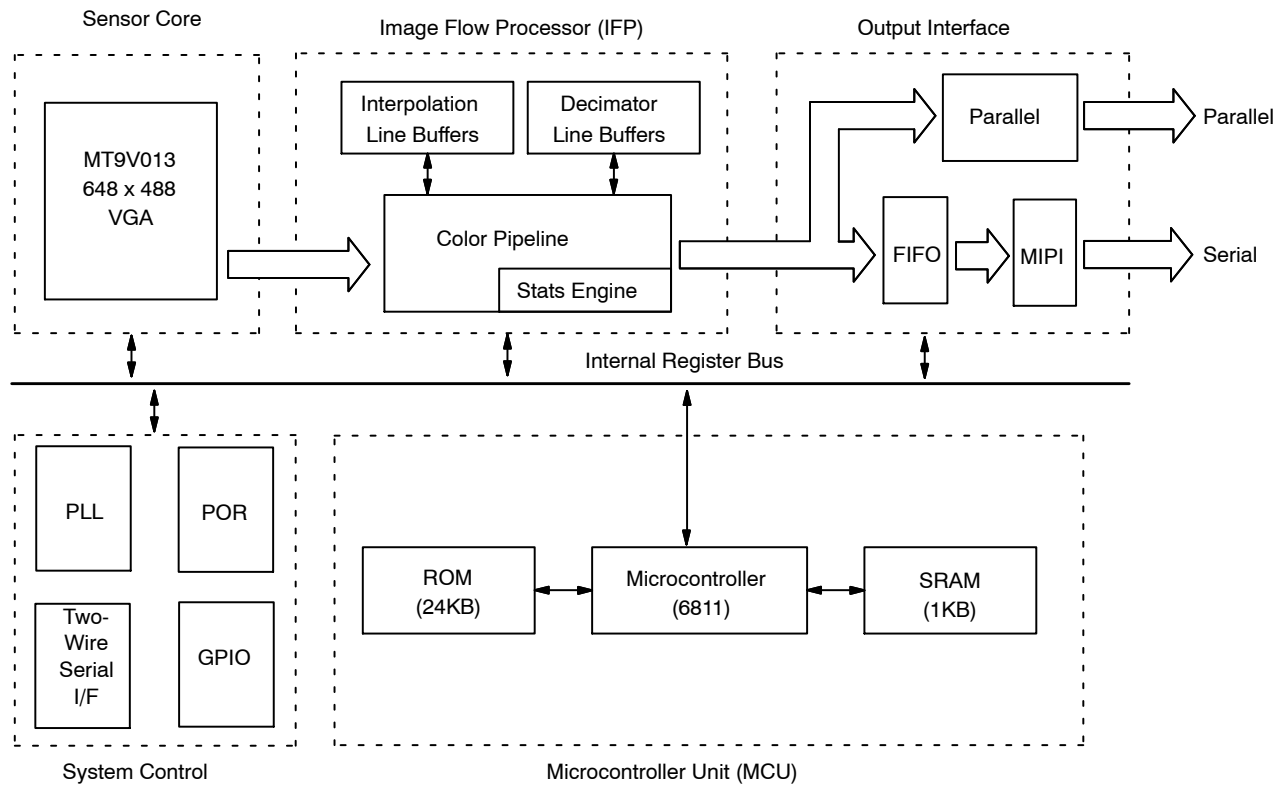 Sensor Core
Image Flow Processor (IFP)
Output Interface
MT9V013
648 x 488
VGA
Interpolation
Line Buffers
Decimator
Line Buffers
Color Pipeline
Stats Engine
Parallel
Parallel
FIFO
MIPI
Serial
Internal Register Bus
PLL
POR
Two-
Wire
Serial
I/F
GPIO
ROM
(24KB)
Microcontroller
(6811)
SRAM
(1KB)
System Control
Microcontroller Unit (MCU)